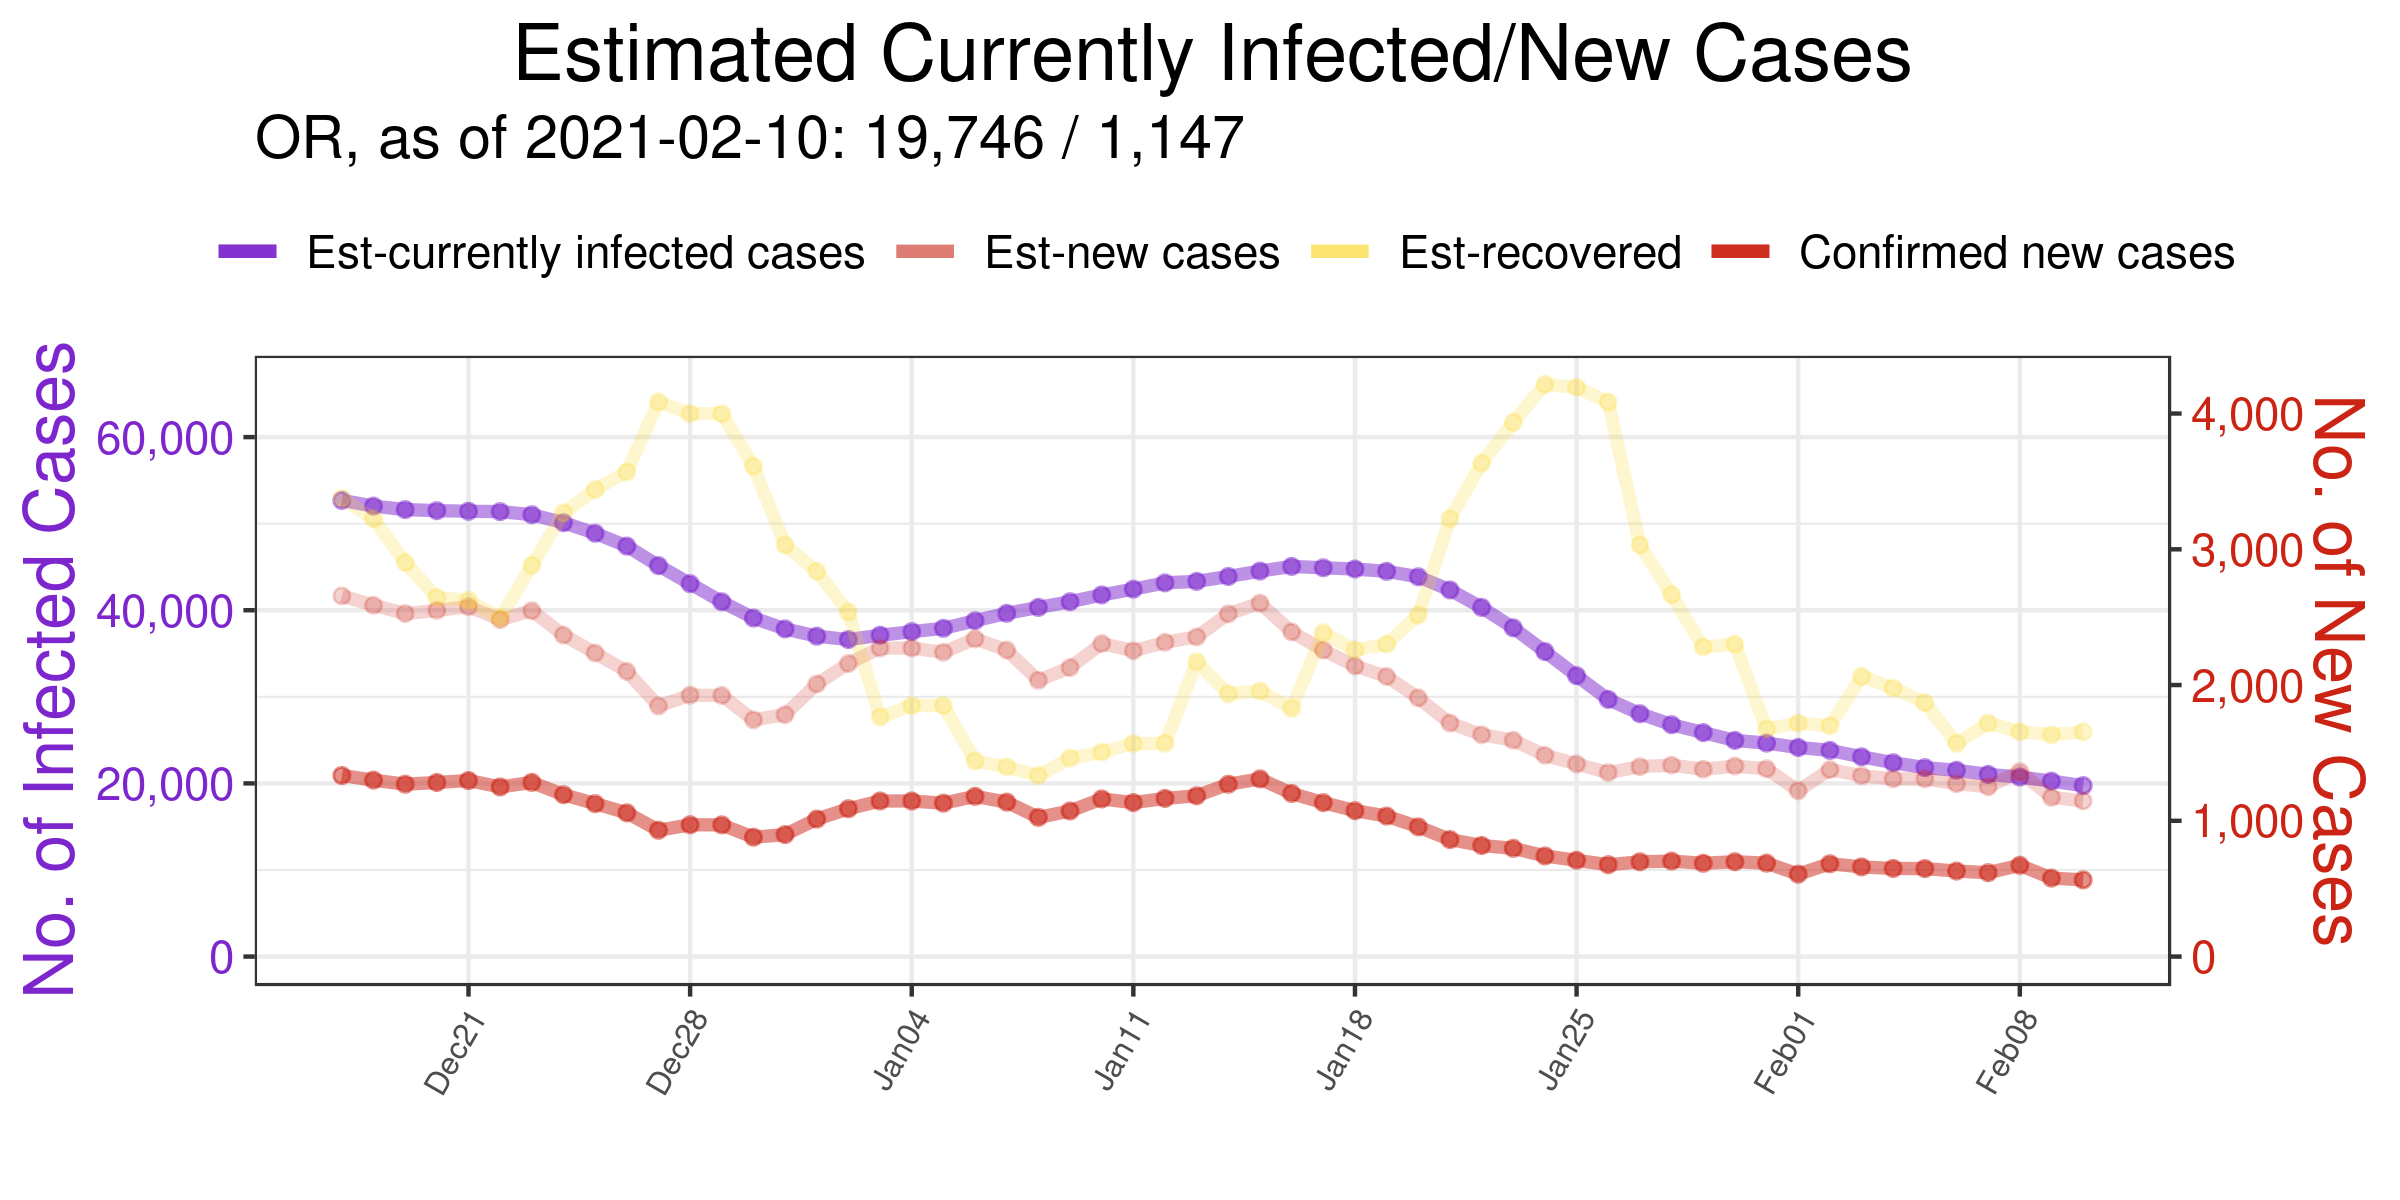 Estimated Currently Infected/New Cases
OR, as of 2021-02-10: 19,746 / 1,147
Est-currently infected cases
Est-new cases
Est-recovered
Confirmed new cases
No. of Infected Cases
60,000
40,000
20,000
0
4,000
3,000
2,000
1,000
0
No. of New Cases
Dec21
Dec28
Jan04
Jan11
Jan18
Jan25
Feb01
Feb08